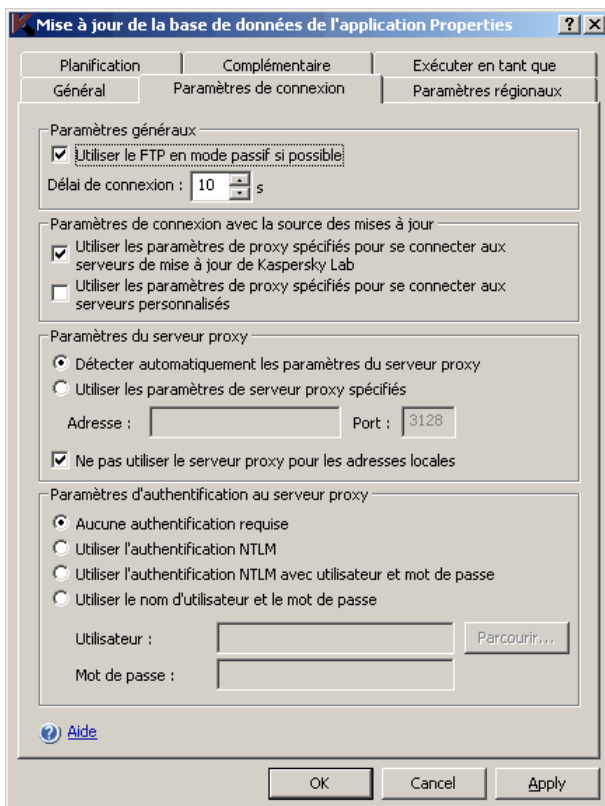 Mise à jour de la base de données de l'application Properties
Planification
Complémentaire
Exécuter en tant que
Général
Paramètres de connexion
Paramètres régionaux
Paramètres généraux
Utiliser le FTP en mode passif si possible
Délai de connexion : 10 s
Paramètres de connexion avec la source des mises à jour
Utiliser les paramètres de proxy spécifiés pour se connecter aux
serveurs de mise à jour de Kaspersky Lab
Utiliser les paramètres de proxy spécifiés pour se connecter aux
serveurs personnalisés
Paramètres du serveur proxy
Détecter automatiquement les paramètres du serveur proxy
Utiliser les paramètres de serveur proxy spécifiés
Adresse : Port : 3128
Ne pas utiliser le serveur proxy pour les adresses locales
Paramètres d'authentification au serveur proxy
Aucune authentification requise
Utiliser l'authentification NTLM
Utiliser l'authentification NTLM avec utilisateur et mot de passe
Utiliser le nom d'utilisateur et le mot de passe
Utilisateur : Parcourir...
Mot de passe :
Aide
OK Cancel Apply